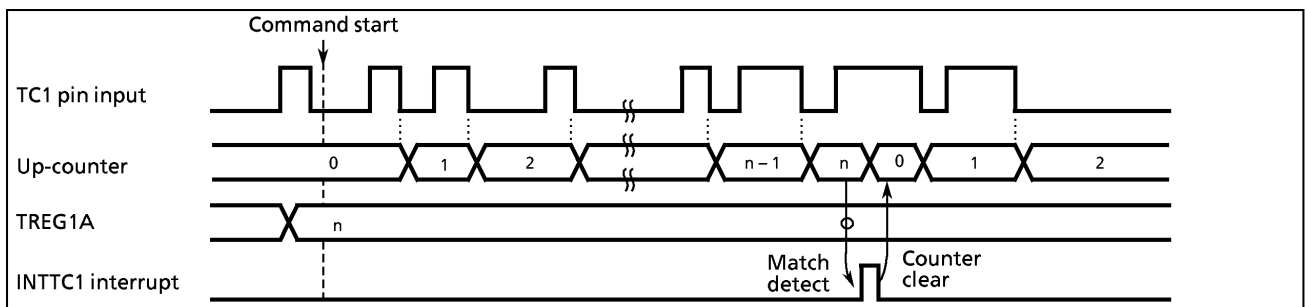 Command start
TC1 pin input
Up-counter
0
1
2
n – 1
n
0
1
2
TREG1A
n
INTTC1 interrupt
Match
detect
Counter
clear